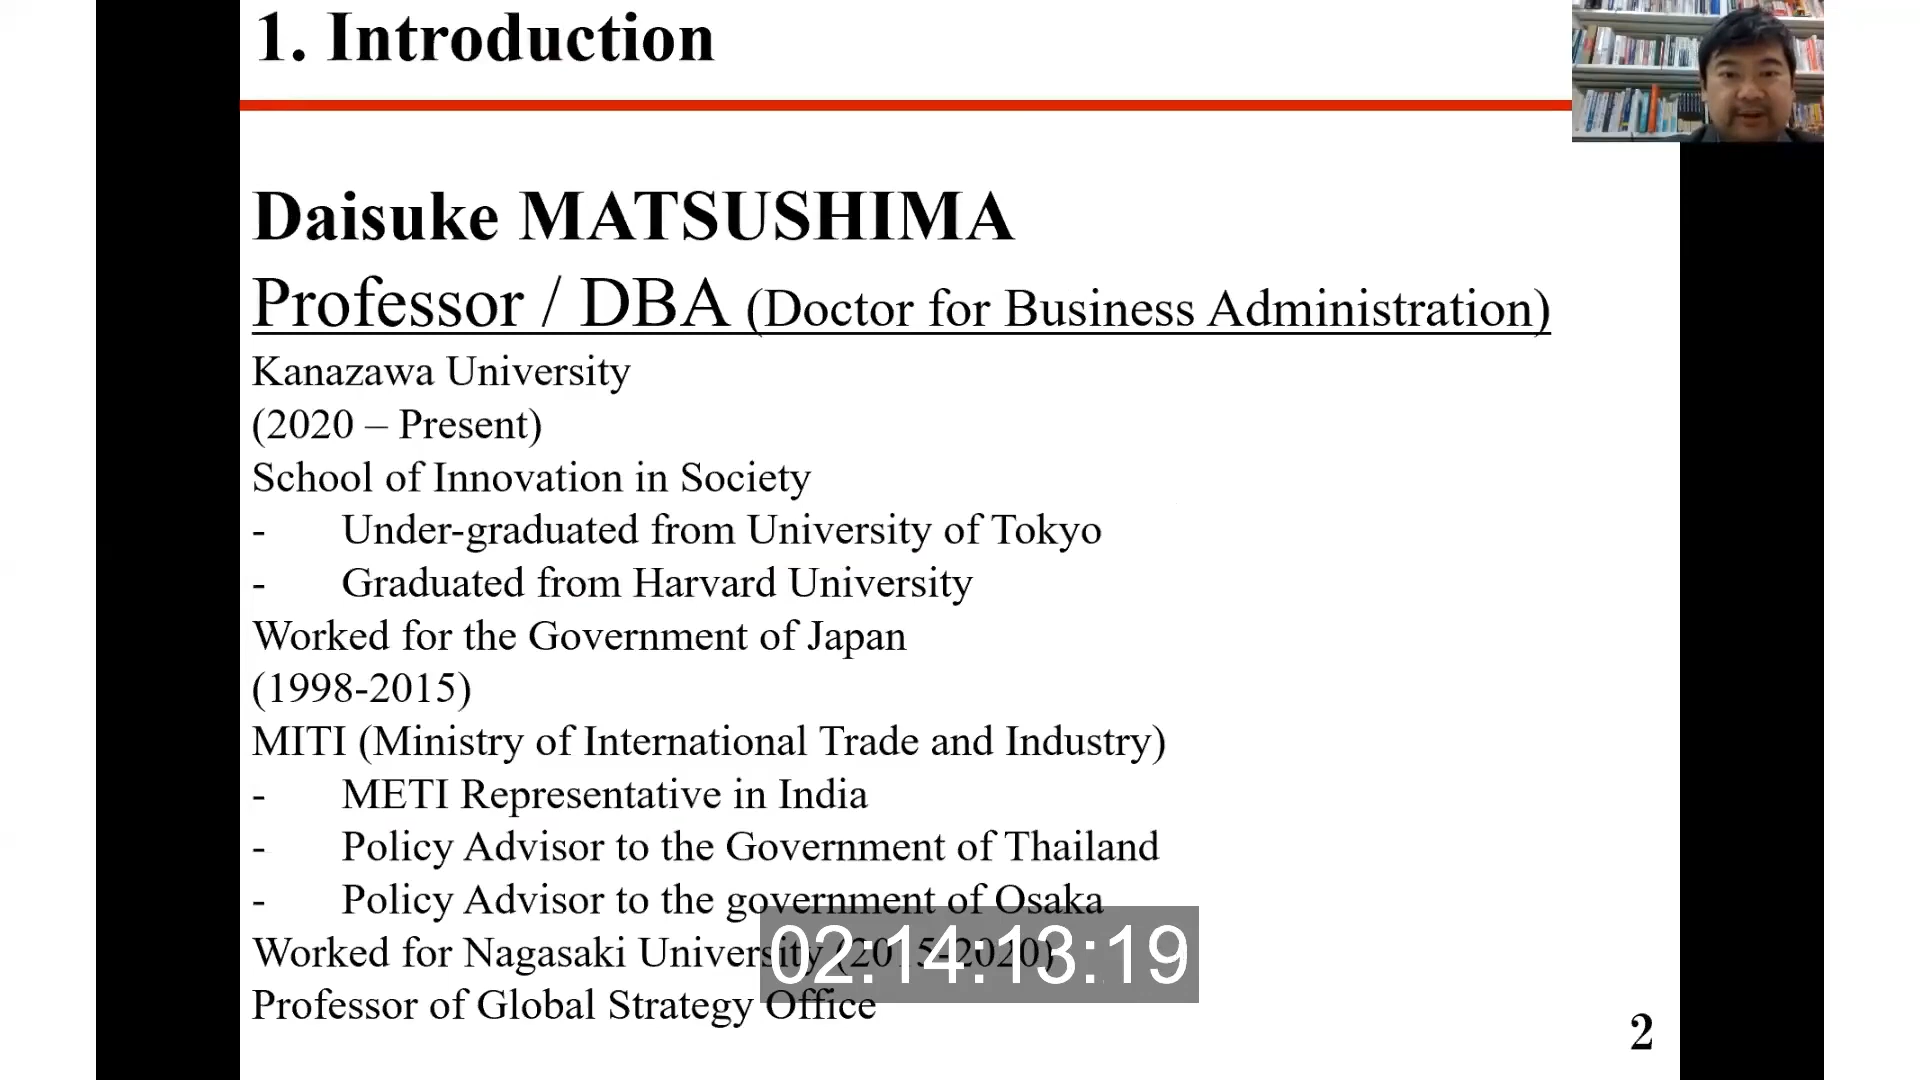 1. Introduction
Daisuke MATSUSHIMA
Professor / DBA (Doctor for Business Administration)
Kanazawa University
(2020 – Present)
School of Innovation in Society
- Under-graduated from University of Tokyo
- Graduated from Harvard University
Worked for the Government of Japan
(1998-2015)
MITI (Ministry of International Trade and Industry)
- METI Representative in India
- Policy Advisor to the Government of Thailand
- Policy Advisor to the government of Osaka
Worked for Nagasaki University (2015-2020)
02:14:13:19
Professor of Global Strategy Office
2